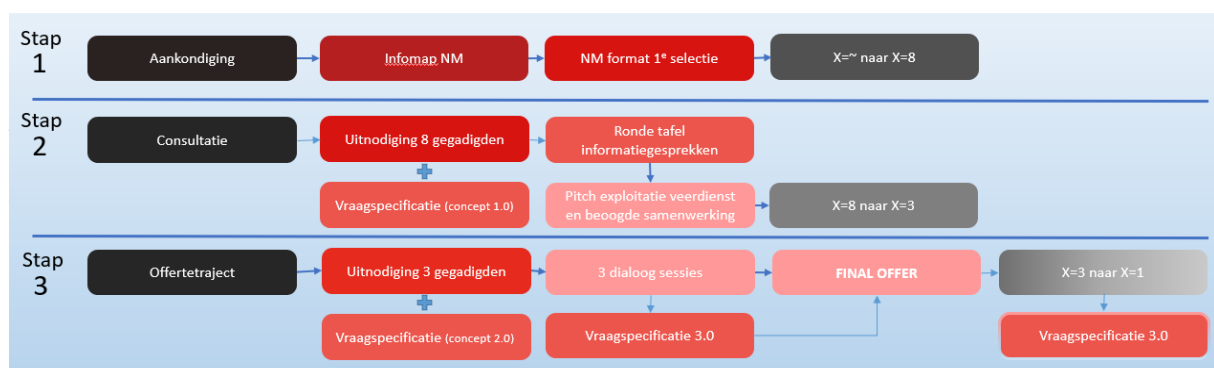 Stap
1
Aankondiging
Infomap NM
NM format 1e selectie
X=~ naar X=8
Stap
2
Consultatie
Uitnodiging 8 gegadigden
Ronde tafel
informatiegesprekken
Vraagspecificatie (concept 1.0)
Pitch exploitatie veerdienst
en beoogde samenwerking
X=8 naar X=3
Stap
3
Offertetraject
Uitnodiging 3 gegadigden
3 dialoog sessies
FINAL OFFER
X=3 naar X=1
Vraagspecificatie (concept 2.0)
Vraagspecificatie 3.0
Vraagspecificatie 3.0